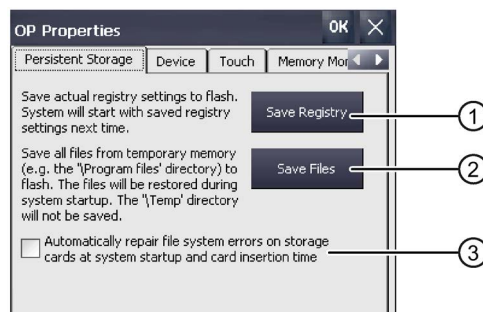 OP Properties OK ×
Persistent Storage Device Touch Memory Mor
Save actual registry settings to flash.
System will start with saved registry
settings next time.
Save Registry
1
Save all files from temporary memory
(e.g. the '\Program files' directory) to
flash. The files will be restored during
system startup. The '\Temp' directory
will not be saved.
Save Files
2
Automatically repair file system errors on storage
cards at system startup and card insertion time
3